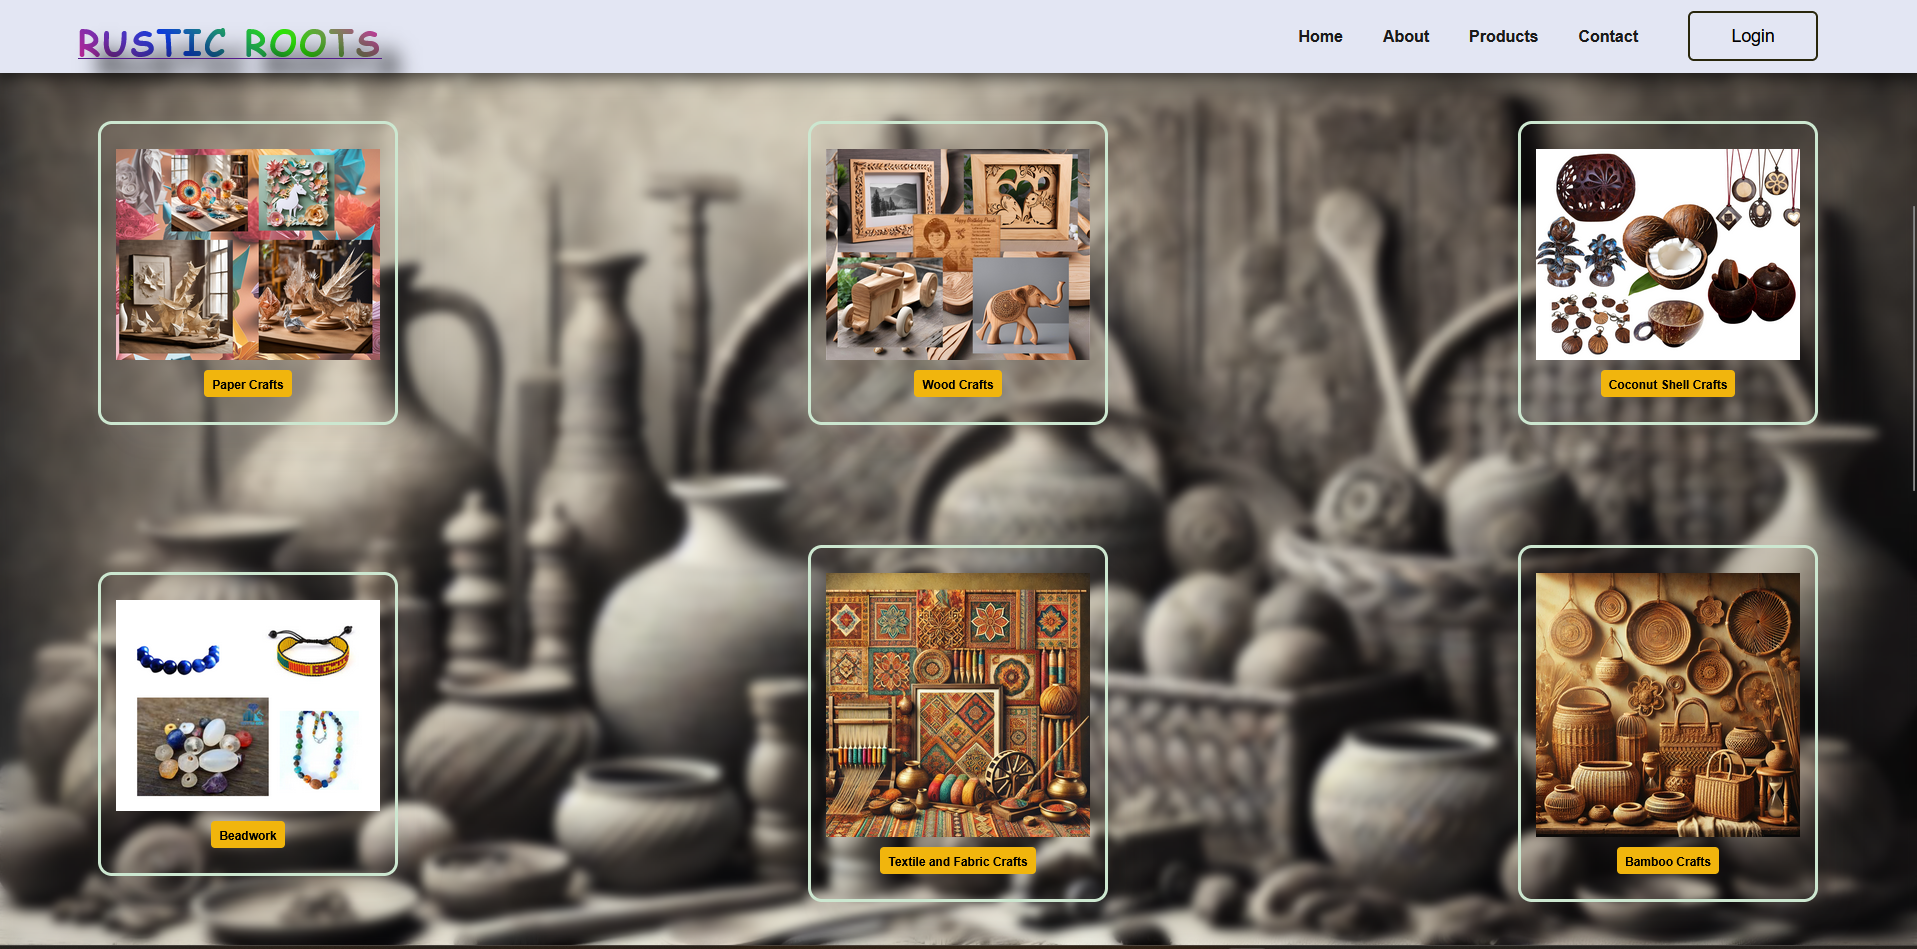 RUSTIC ROOTS
Home
About
Products
Contact
Login
Paper Crafts
Wood Crafts
Coconut Shell Crafts
Beadwork
Textile and Fabric Crafts
Bamboo Crafts